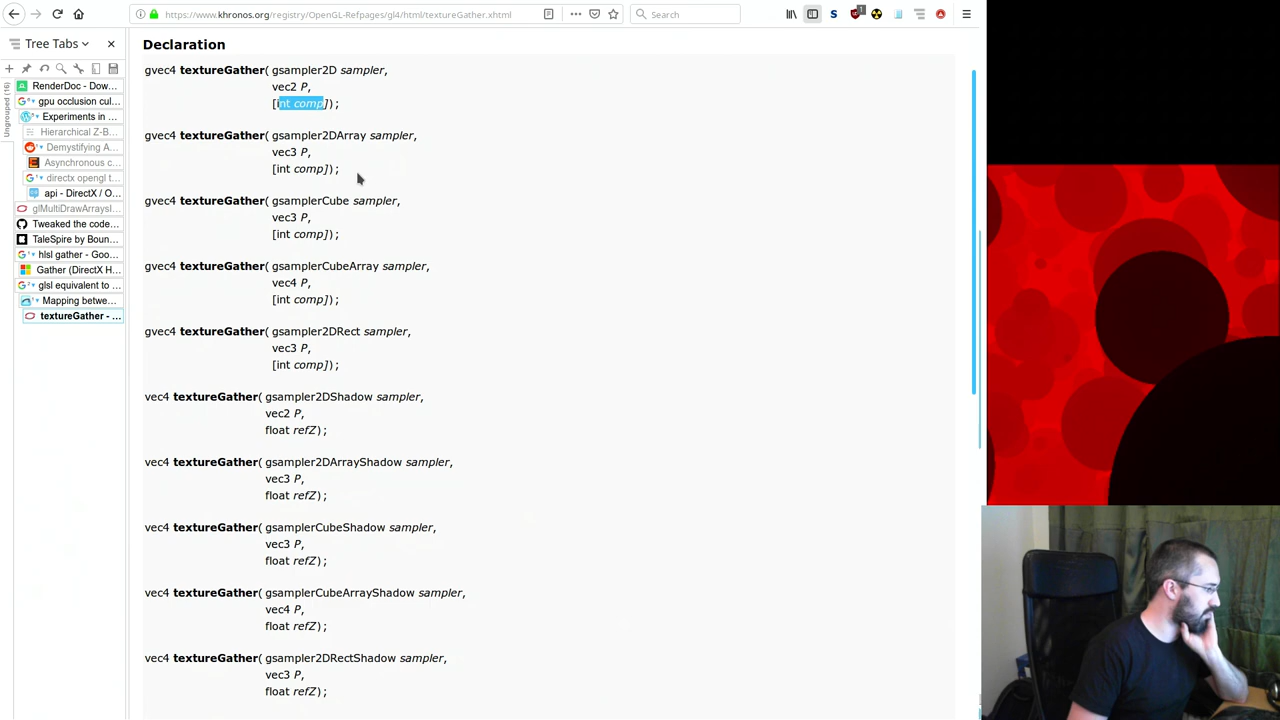 https://www.khronos.org/registry/OpenGL-Refpages/gl4/html/textureGather.xhtml
Search
1
Tree Tabs
Ungrouped (16)
RenderDoc - Dow...
gpu occlusion cul...
Experiments in ...
Hierarchical Z-B...
Demystifying A...
Asynchronous c...
directx opengl t...
api - DirectX / O...
glMultiDrawArraysI...
Tweaked the code...
TaleSpire by Boun...
hlsl gather - Goo...
Gather (DirectX H...
glsl equivalent to ...
Mapping betwe...
textureGather - ...
Declaration
gvec4 textureGather( gsampler2D sampler,
vec2 P,
[int comp]);
gvec4 textureGather( gsampler2DArray sampler,
vec3 P,
[int comp]);
gvec4 textureGather( gsamplerCube sampler,
vec3 P,
[int comp]);
gvec4 textureGather( gsamplerCubeArray sampler,
vec4 P,
[int comp]);
gvec4 textureGather( gsampler2DRect sampler,
vec3 P,
[int comp]);
vec4 textureGather( gsampler2DShadow sampler,
vec2 P,
float refZ);
vec4 textureGather( gsampler2DArrayShadow sampler,
vec3 P,
float refZ);
vec4 textureGather( gsamplerCubeShadow sampler,
vec3 P,
float refZ);
vec4 textureGather( gsamplerCubeArrayShadow sampler,
vec4 P,
float refZ);
vec4 textureGather( gsampler2DRectShadow sampler,
vec3 P,
float refZ);